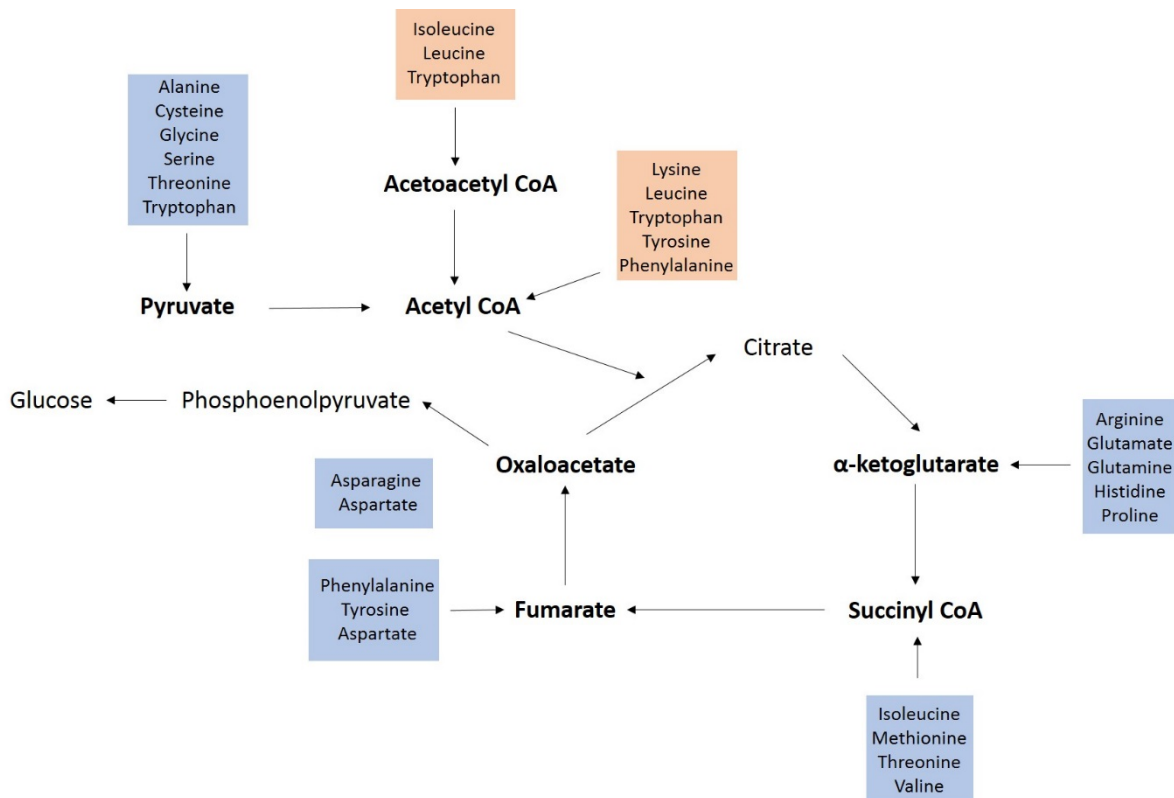 Isoleucine
Leucine
Tryptophan
Alanine
Cysteine
Glycine
Serine
Threonine
Tryptophan
Acetoacetyl CoA
Lysine
Leucine
Tryptophan
Tyrosine
Phenylalanine
Pyruvate
Acetyl CoA
Citrate
Glucose
Phosphoenolpyruvate
Oxaloacetate
α-ketoglutarate
Arginine
Glutamate
Glutamine
Histidine
Proline
Asparagine
Aspartate
Phenylalanine
Tyrosine
Aspartate
Fumarate
Succinyl CoA
Isoleucine
Methionine
Threonine
Valine